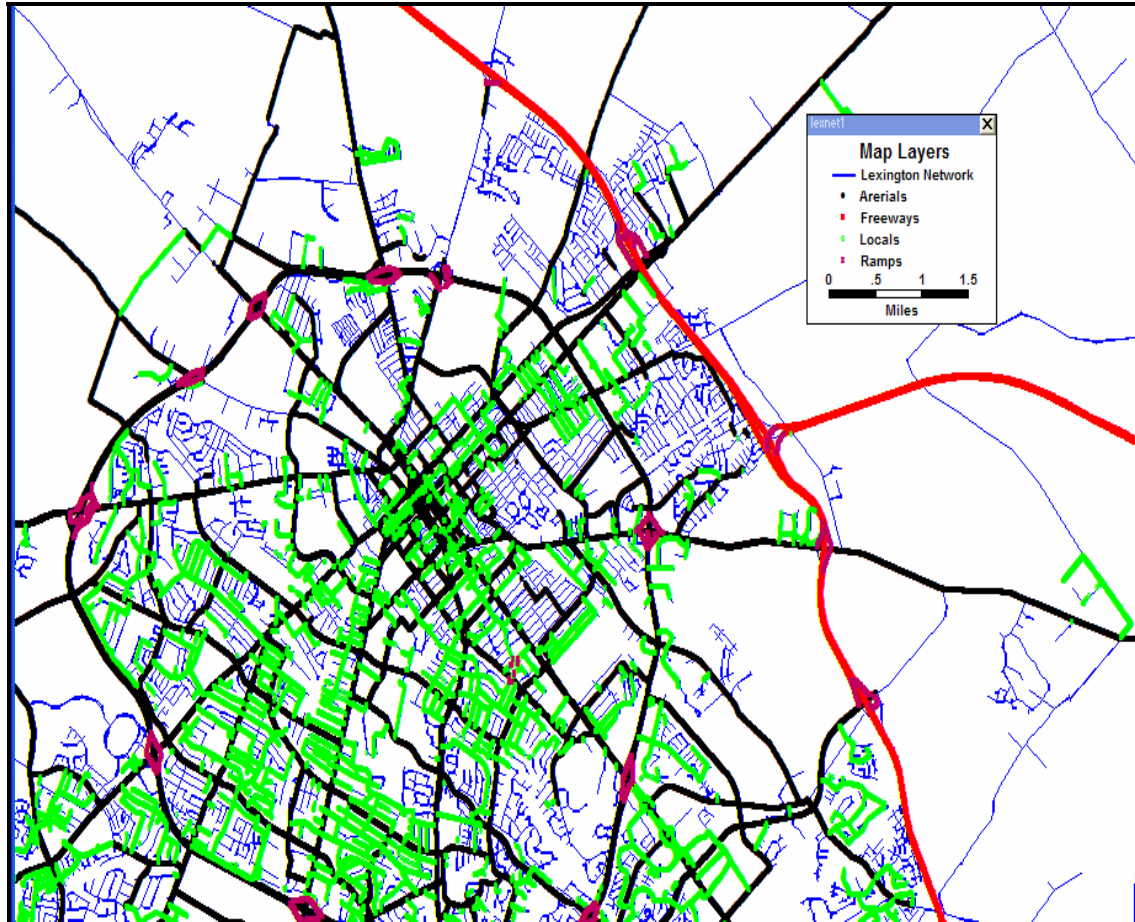 lexnet1
X
Map Layers
Lexington Network
Arerials
Freeways
Locals
Ramps
0 .5 1 1.5
Miles